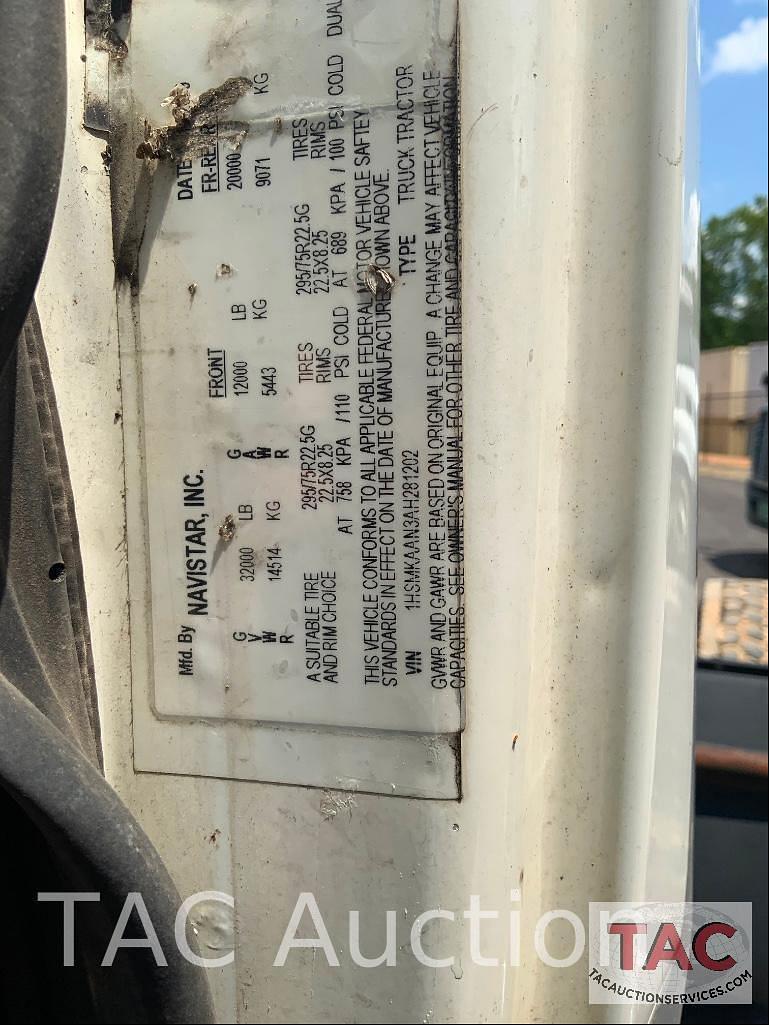 Mfd. By NAVISTAR, INC. DATE
FRONT FR-REAR
G 32000 LB G 12000 LB 20000
V A
W 14514 KG W 5443 KG 9071 KG
R R
A SUITABLE TIRE 295/75R22.5G TIRES 295/75R22.5G TIRES
AND RIM CHOICE 22.5X8.25 RIMS 22.5X8.25 RIMS
AT 758 KPA /110 PSI COLD AT 689 KPA / 100 PSI COLD DUAL
THIS VEHICLE CONFORMS TO ALL APPLICABLE FEDERAL MOTOR VEHICLE SAFTEY
STANDARDS IN EFFECT ON THE DATE OF MANUFACTURE SHOWN ABOVE.
VIN 1HSMKAAN3AH281202 TYPE TRUCK TRACTOR
GVWR AND GAWR ARE BASED ON ORIGINAL EQUIP. A CHANGE MAY AFFECT VEHICLE
CAPACITIES. SEE OWNER'S MANUAL FOR OTHER TIRE AND CAPACITY INFORMATION.
TAC Auction
TAC
TACAUCTIONSERVICES.COM